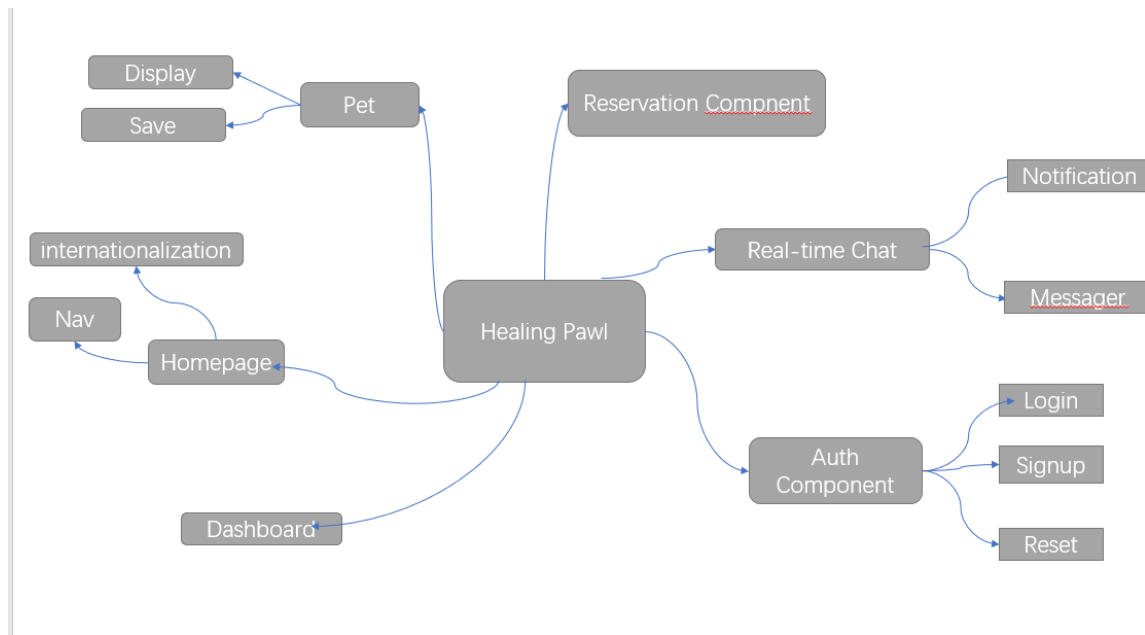 Display
Pet
Save
Reservation Compnent
Notification
internationalization
Real-time Chat
Messager
Nav
Healing Pawl
Homepage
Login
Auth
Component
Signup
Dashboard
Reset